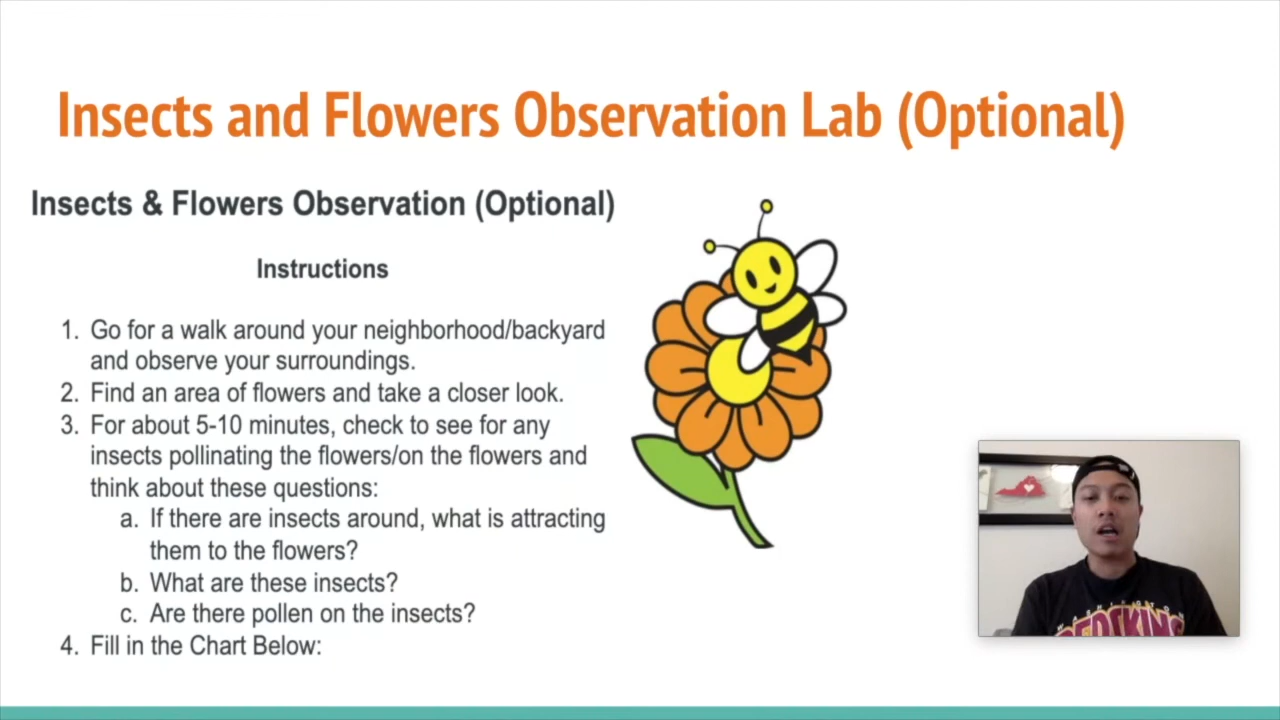 Insects and Flowers Observation Lab (Optional)
Insects & Flowers Observation (Optional)
Instructions
1. Go for a walk around your neighborhood/backyard
and observe your surroundings.
2. Find an area of flowers and take a closer look.
3. For about 5-10 minutes, check to see for any
insects pollinating the flowers/on the flowers and
think about these questions:
a. If there are insects around, what is attracting
them to the flowers?
b. What are these insects?
c. Are there pollen on the insects?
4. Fill in the Chart Below:
WASHINGTON
REDSKINS